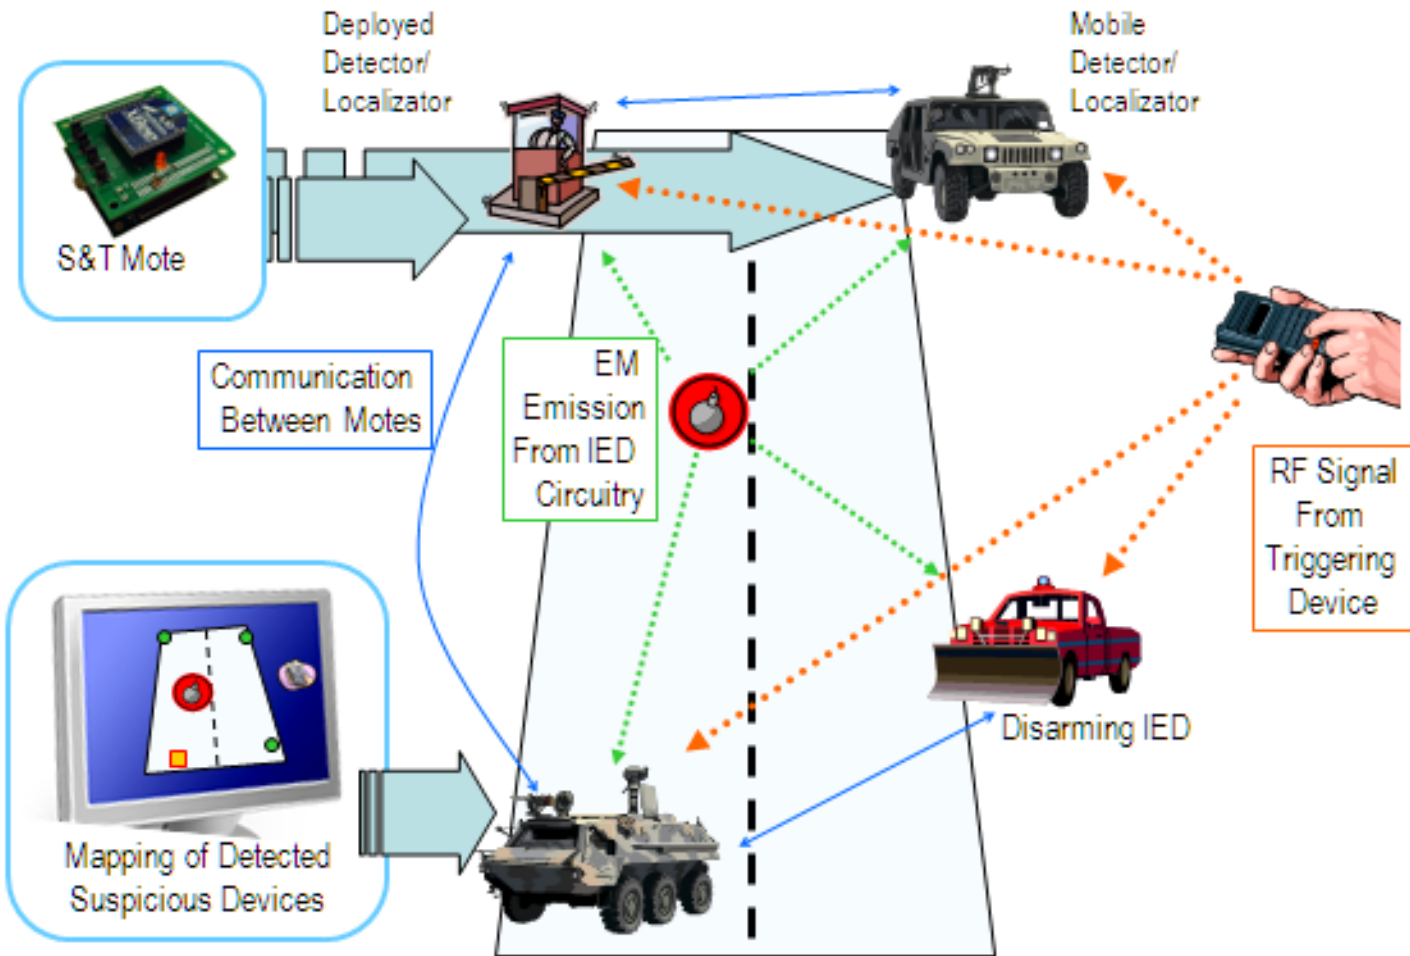 Deployed
Detector/
Localizator
Mobile
Detector/
Localizator
S&T Mote
Communication
Between Motes
EM
Emission
From IED
Circuitry
RF Signal
From
Triggering
Device
Disarming IED
Mapping of Detected
Suspicious Devices